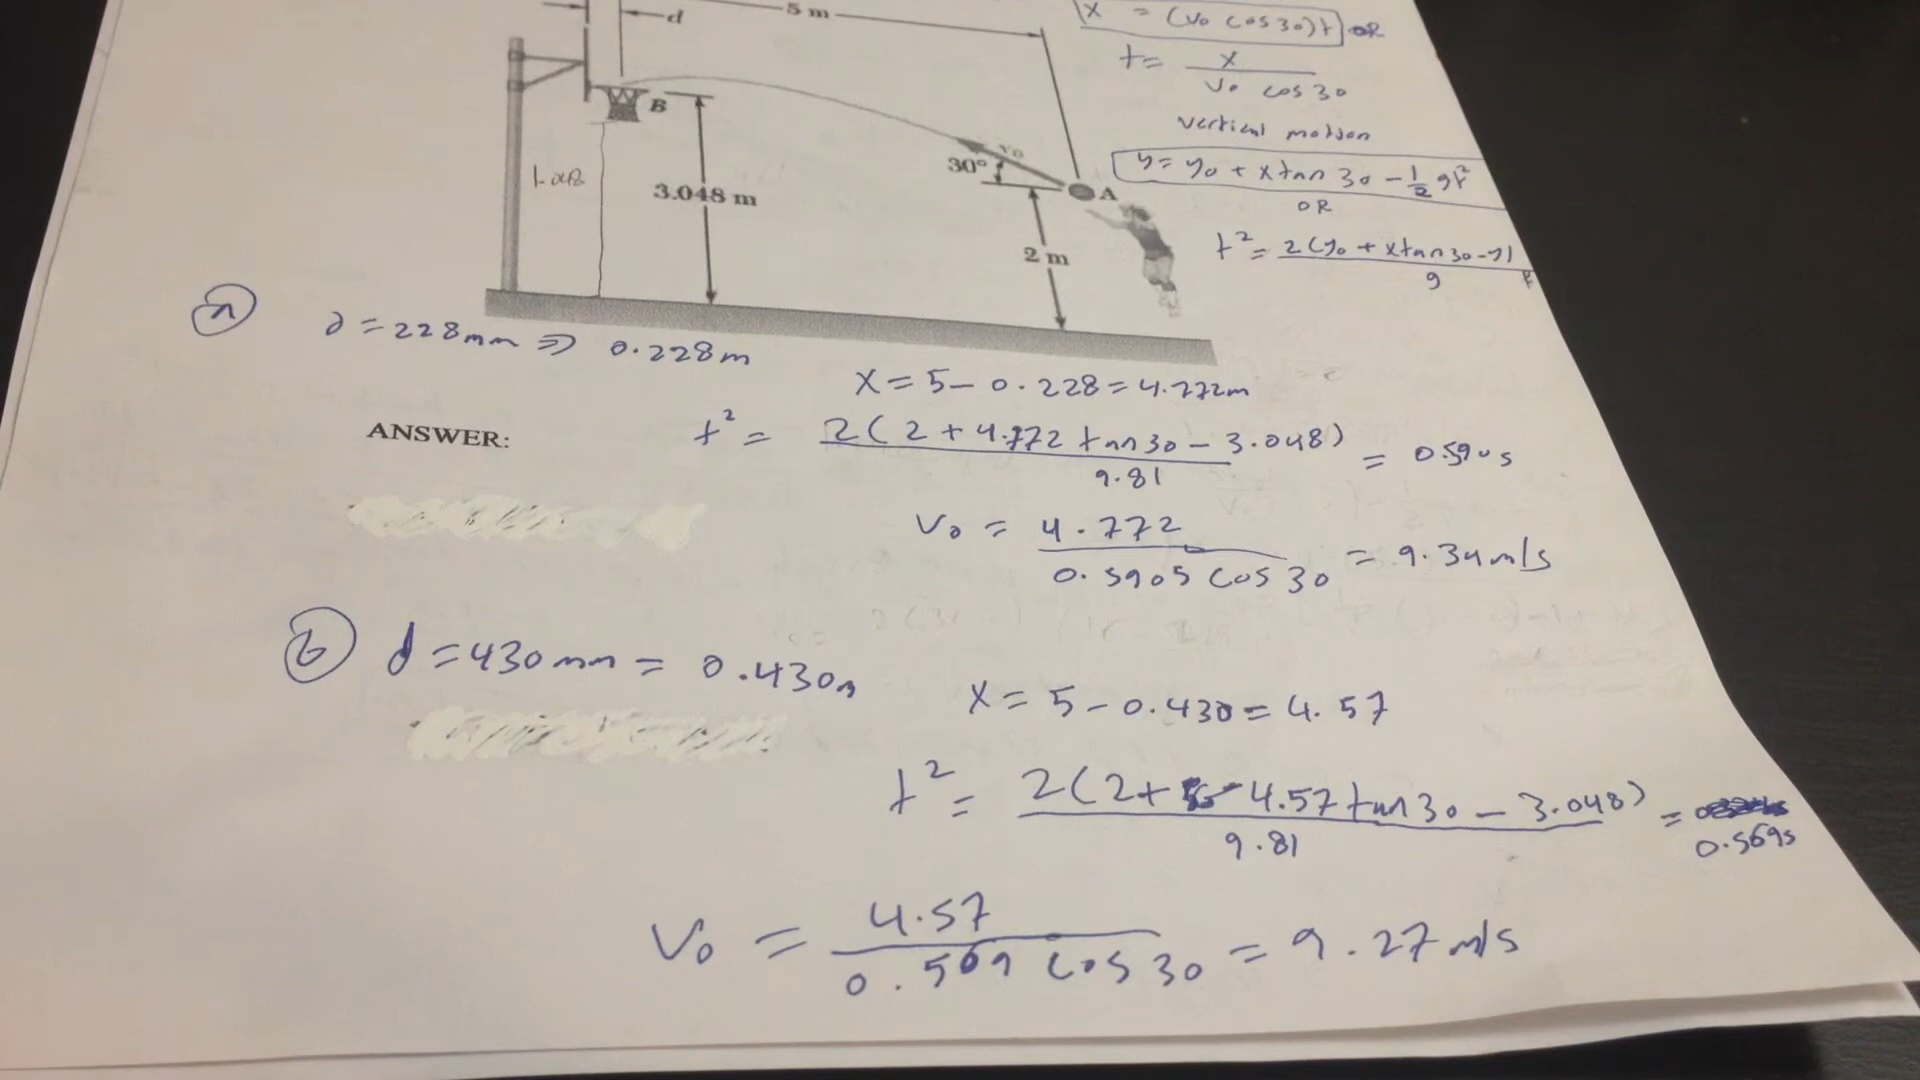 d
5 m
x = (v₀ cos 30)t OR
t = x / v₀ cos 30
vertical motion
y = y₀ + x tan 30 - 1/2 gt²
OR
t² = 2(y₀ + x tan 30 - y) / g
B
30°
v₀
A
1.048
3.048 m
2 m
a
d = 228mm ⇒ 0.228m
x = 5 - 0.228 = 4.772m
ANSWER:
t² = 2(2 + 4.772 tan 30 - 3.048) / 9.81 = 0.590s
v₀ = 4.772 / 0.5905 cos 30 = 9.34 m/s
b d = 430mm = 0.430m
x = 5 - 0.430 = 4.57
t² = 2(2 + 4.57 tan 30 - 3.048) / 9.81 = 0.569s
v₀ = 4.57 / 0.569 cos 30 = 9.27 m/s